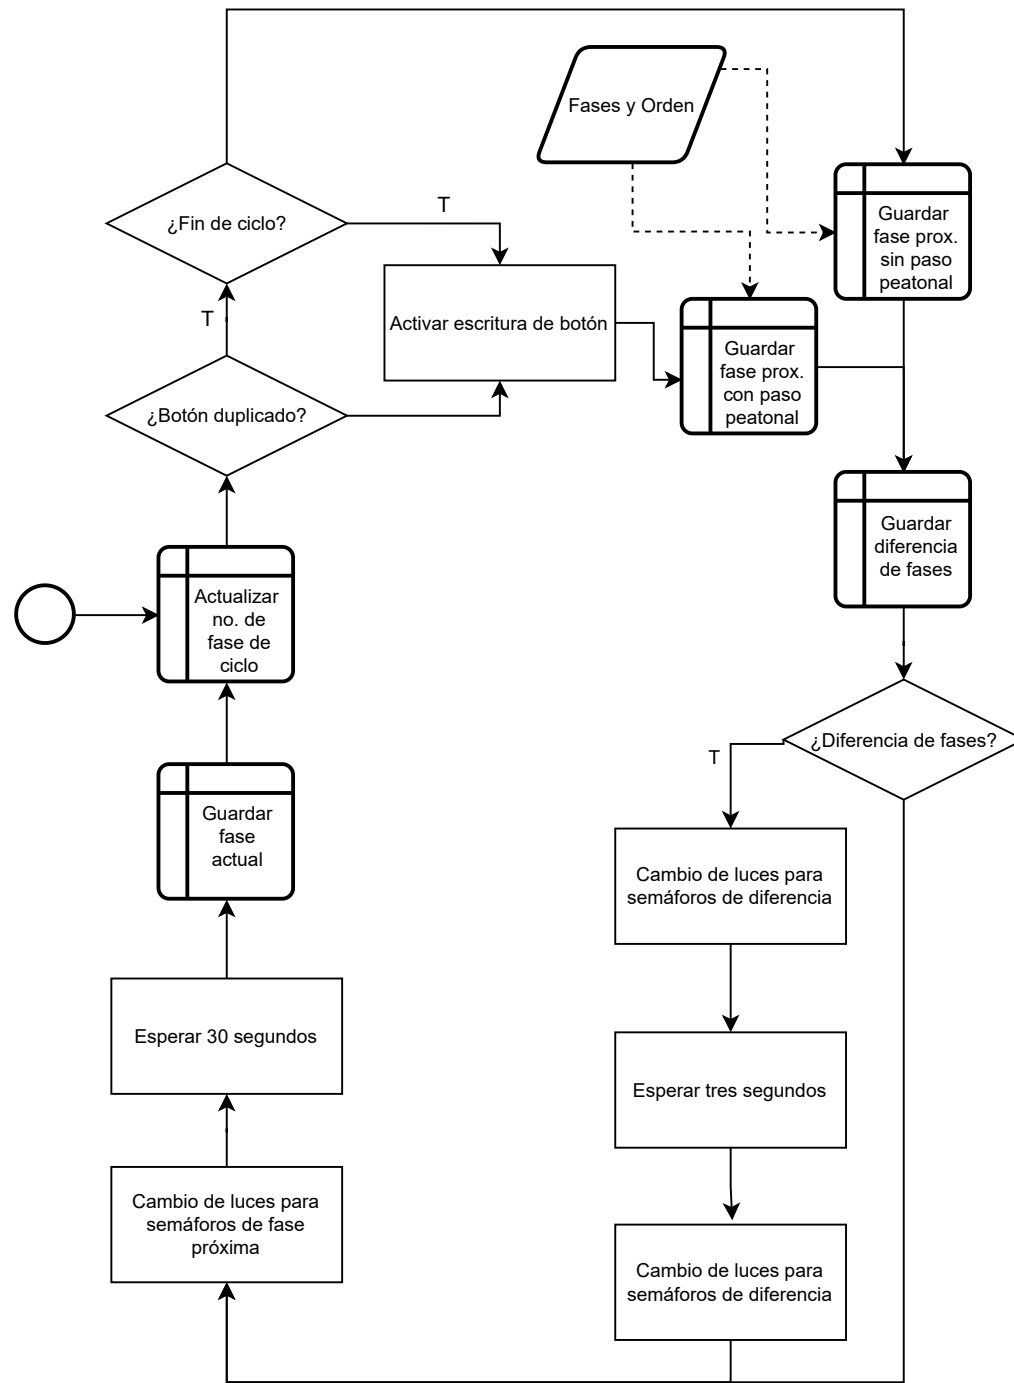 Fases y Orden
¿Fin de ciclo?
T
Guardar
fase prox.
sin paso
peatonal
T
Activar escritura de botón
Guardar
fase prox.
con paso
peatonal
¿Botón duplicado?
Guardar
diferencia
de fases
Actualizar
no. de
fase de
ciclo
¿Diferencia de fases?
T
Guardar
fase
actual
Cambio de luces para
semáforos de diferencia
Esperar 30 segundos
Esperar tres segundos
Cambio de luces para
semáforos de fase
próxima
Cambio de luces para
semáforos de diferencia